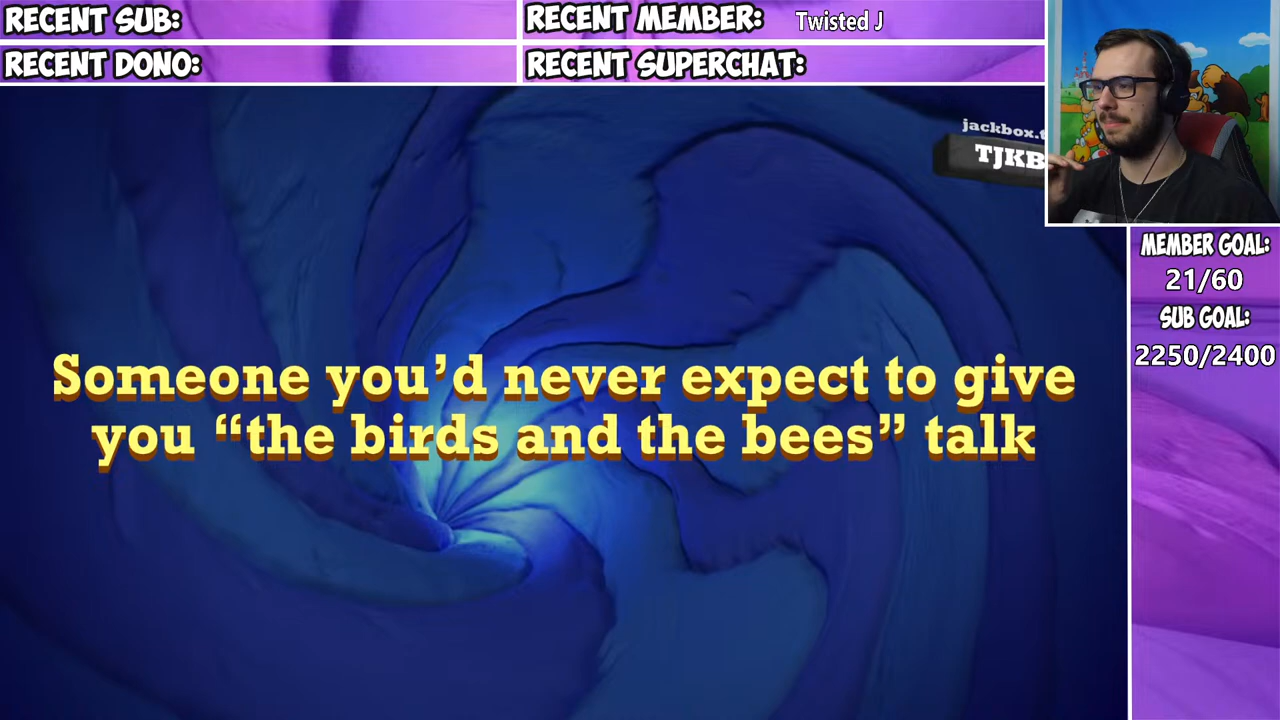 RECENT SUB:
RECENT MEMBER: Twisted J
RECENT DONO:
RECENT SUPERCHAT:
jackbox.t
TJKB
MEMBER GOAL:
21/60
SUB GOAL:
2250/2400
Someone you’d never expect to give
you “the birds and the bees” talk